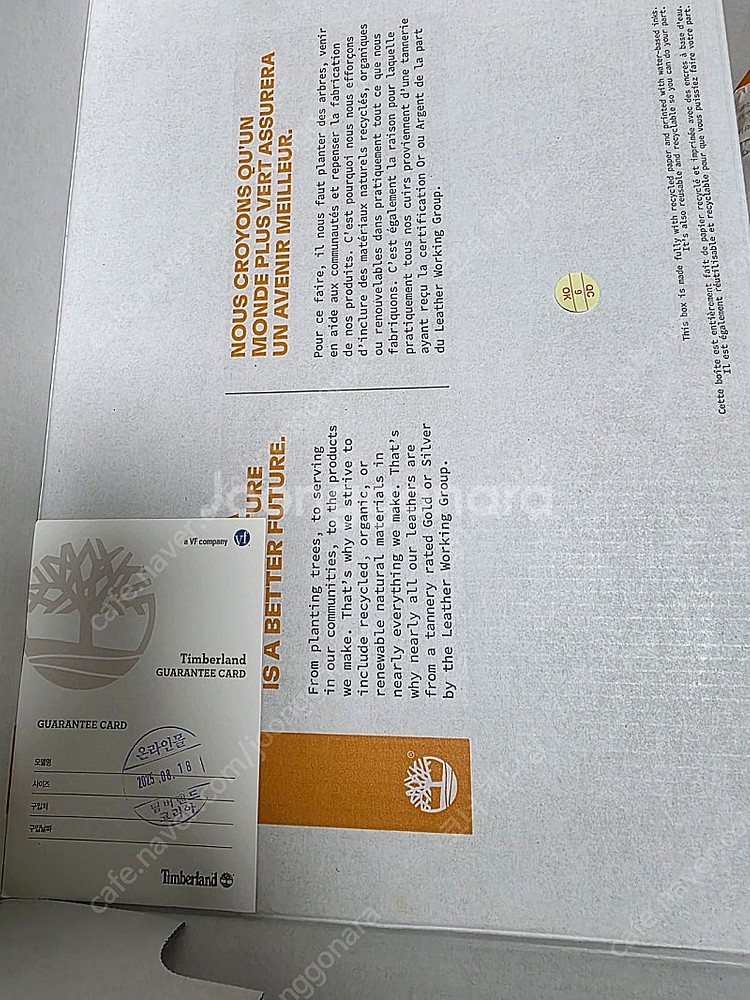 NOUS CROYONS QU'UN
MONDE PLUS VERT ASSURERA
UN AVENIR MEILLEUR.
Pour ce faire, il nous faut planter des arbres, venir
en aide aux communautés et repenser la fabrication
de nos produits. C'est pourquoi nous nous efforçons
d'inclure des matériaux naturels recyclés, organiques
ou renouvelables dans pratiquement tout ce que nous
fabriquons. C'est également la raison pour laquelle
pratiquement tous nos cuirs proviennent d'une tannerie
ayant reçu la certification Or ou Argent de la part
du Leather Working Group.
IS A BETTER FUTURE.
From planting trees, to serving
in our communities, to the products
we make. That's why we strive to
include recycled, organic, or
renewable natural materials in
nearly everything we make. That's
why nearly all our leathers are
from a tannery rated Gold or Silver
by the Leather Working Group.
QC
9
OK
This box is made fully with recycled paper and printed with water-based inks.
It's also reusable and recyclable so you can do your part.
Cette boîte est entièrement fait de papier recyclé et imprimée avec des encres à base d'eau.
Il est également réutilisable et recyclable pour que vous puissiez faire votre part.
a VF company
vf
Timberland
GUARANTEE CARD
GUARANTEE CARD
모델명
사이즈
구입처
구입날짜
온라인몰
2025.08.18
팀버랜드
코리아
Timberland
®
Joonggonara
cafe.naver.com/joonggonara